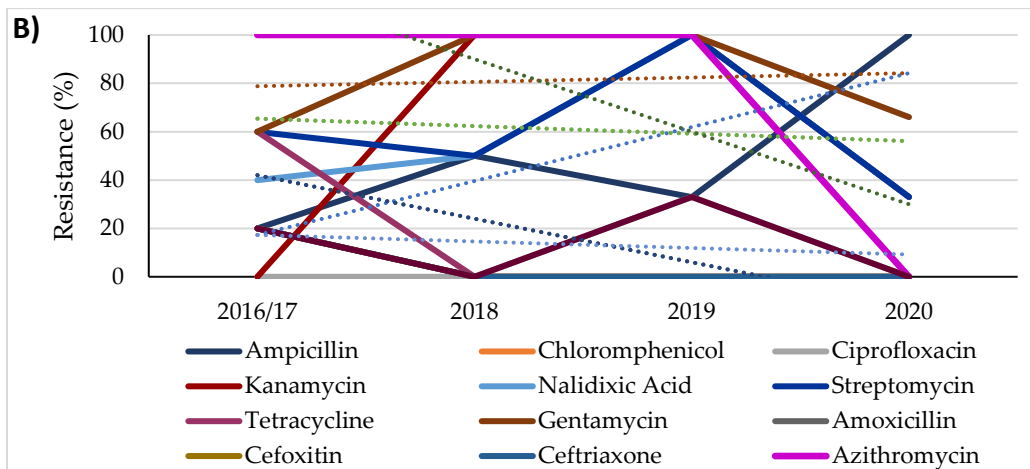 B)
Resistance (%)
100
80
60
40
20
0
2016/17 2018 2019 2020
Ampicillin Chloromphenicol Ciprofloxacin
Kanamycin Nalidixic Acid Streptomycin
Tetracycline Gentamycin Amoxicillin
Cefoxitin Ceftriaxone Azithromycin